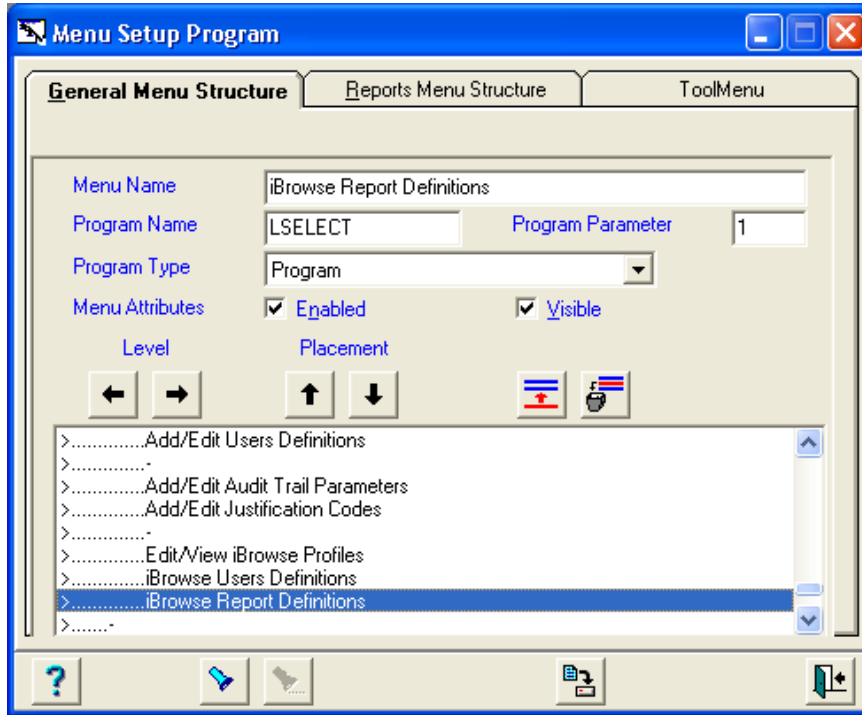 Menu Setup Program
General Menu Structure
Reports Menu Structure
ToolMenu
Menu Name iBrowse Report Definitions
Program Name LSELECT Program Parameter 1
Program Type Program
Menu Attributes Enabled Visible
Level Placement
>..............Add/Edit Users Definitions
>..............-
>..............Add/Edit Audit Trail Parameters
>..............Add/Edit Justification Codes
>..............-
>..............Edit/View iBrowse Profiles
>..............iBrowse Users Definitions
>..............iBrowse Report Definitions
>.......-